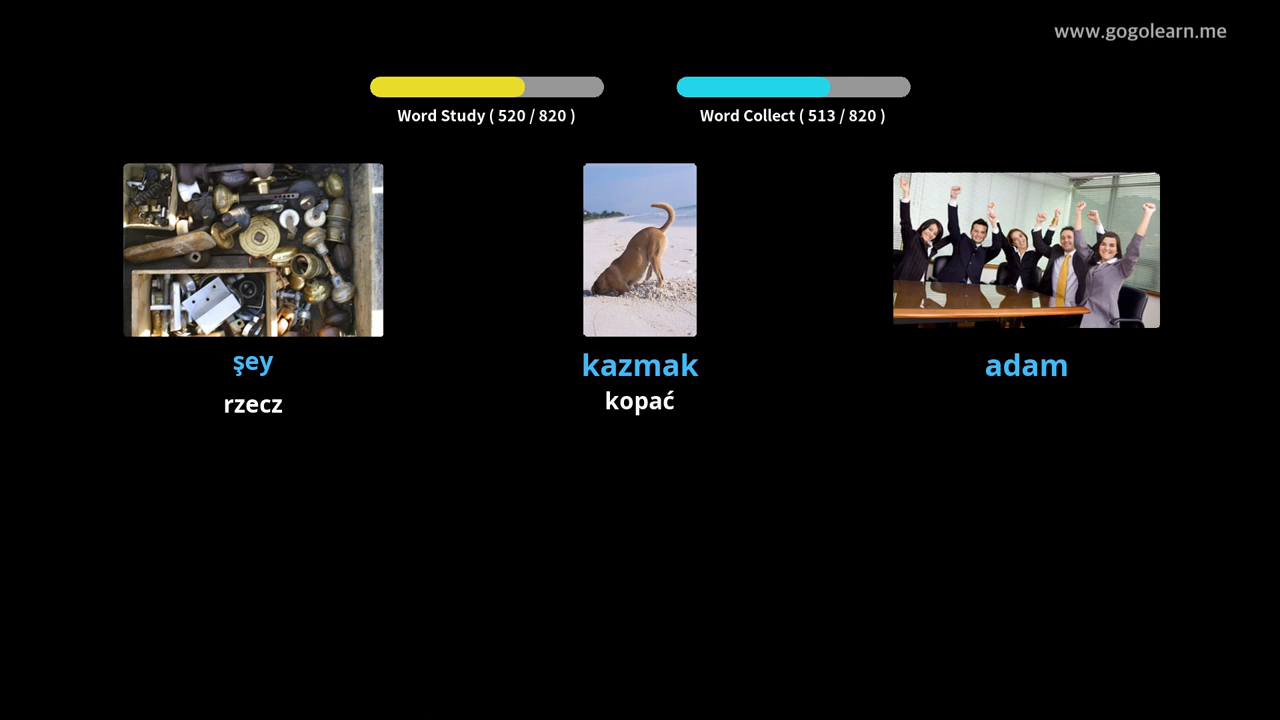 www.gogolearn.me
Word Study ( 520 / 820 )
Word Collect ( 513 / 820 )
şey
rzecz
kazmak
kopać
adam